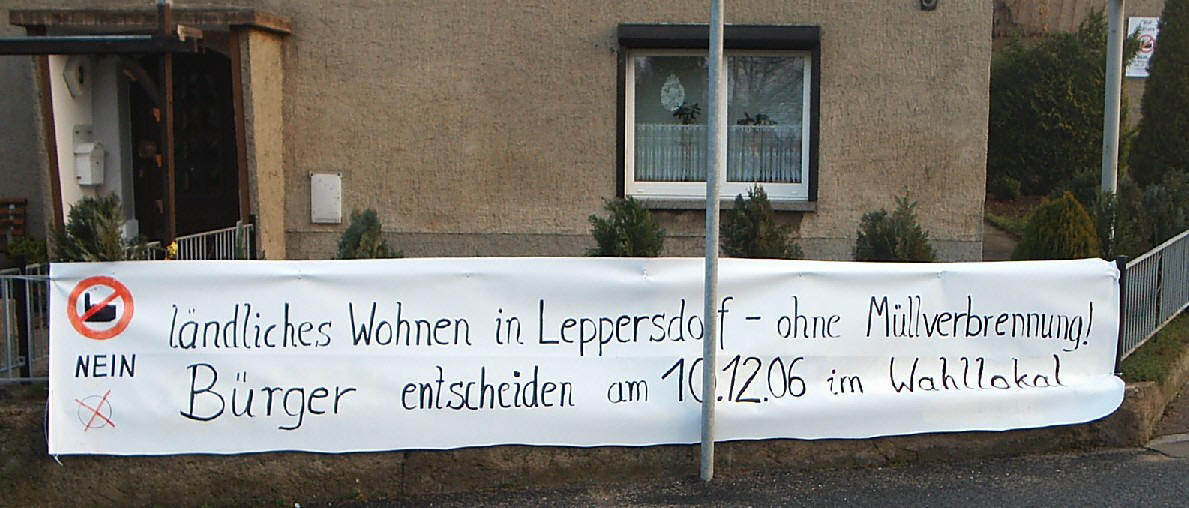 ländliches Wohnen in Leppersdorf - ohne Müllverbrennung!
NEIN
Bürger entscheiden am 10.12.06 im Wahllokal